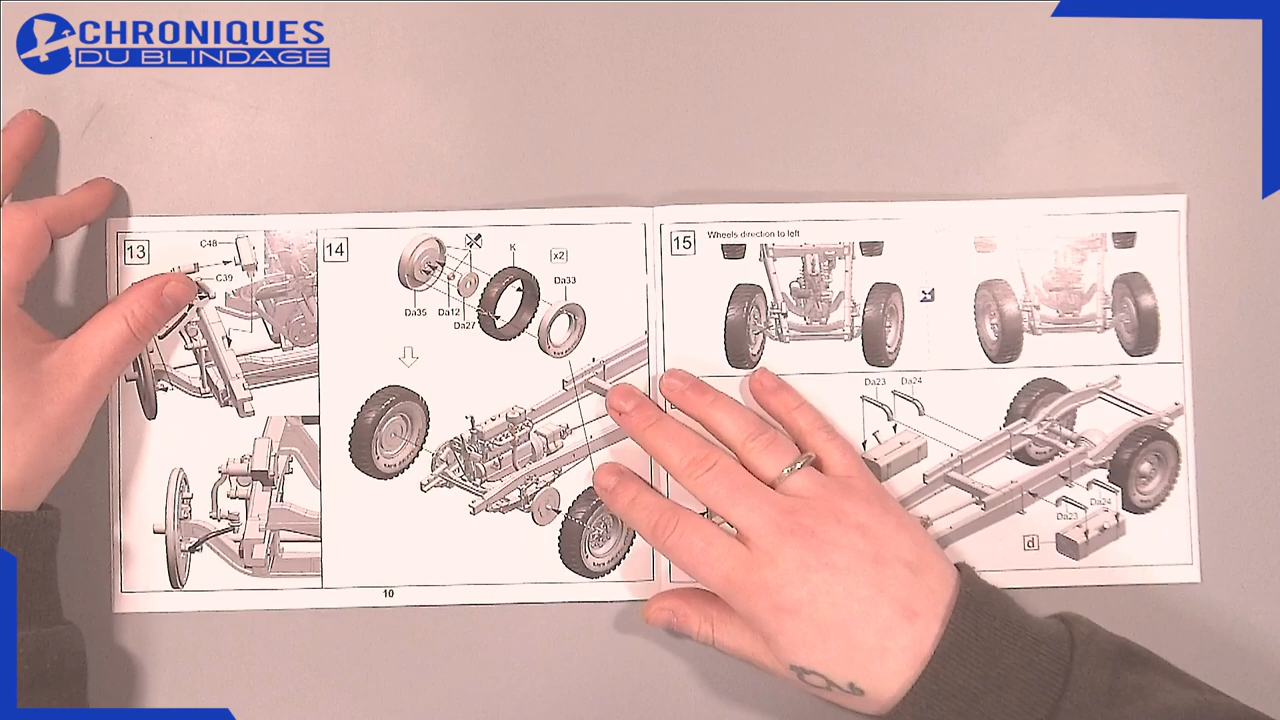 CHRONIQUES
DU BLINDAGE
13
C48
C39
14
K
x2
Da33
Da35
Da12
Da27
10
15
Wheels direction to left
Da23
Da24
Da24
Da23
d